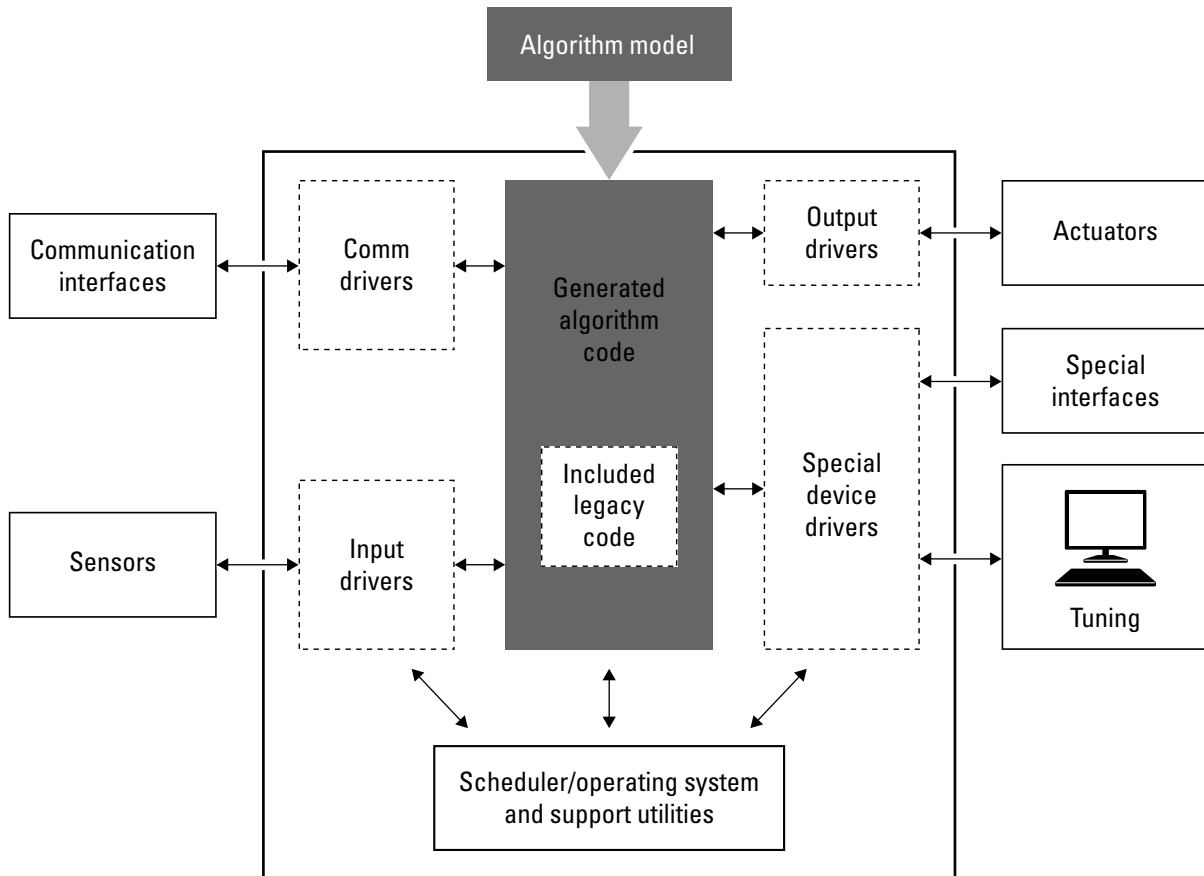 Algorithm model
Communication
interfaces
Comm
drivers
Generated
algorithm
code
Output
drivers
Actuators
Special
interfaces
Included
legacy
code
Special
device
drivers
Sensors
Input
drivers
Tuning
Scheduler/operating system
and support utilities